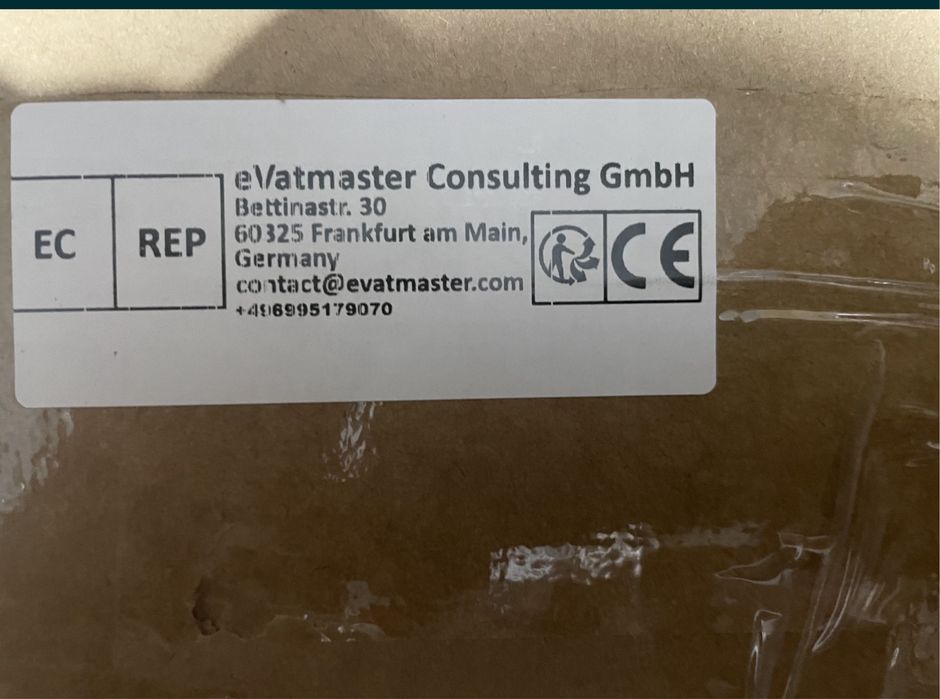 EC REP
eVatmaster Consulting GmbH
Bettinastr. 30
60325 Frankfurt am Main,
Germany
contact@evatmaster.com
+496995179070
CE